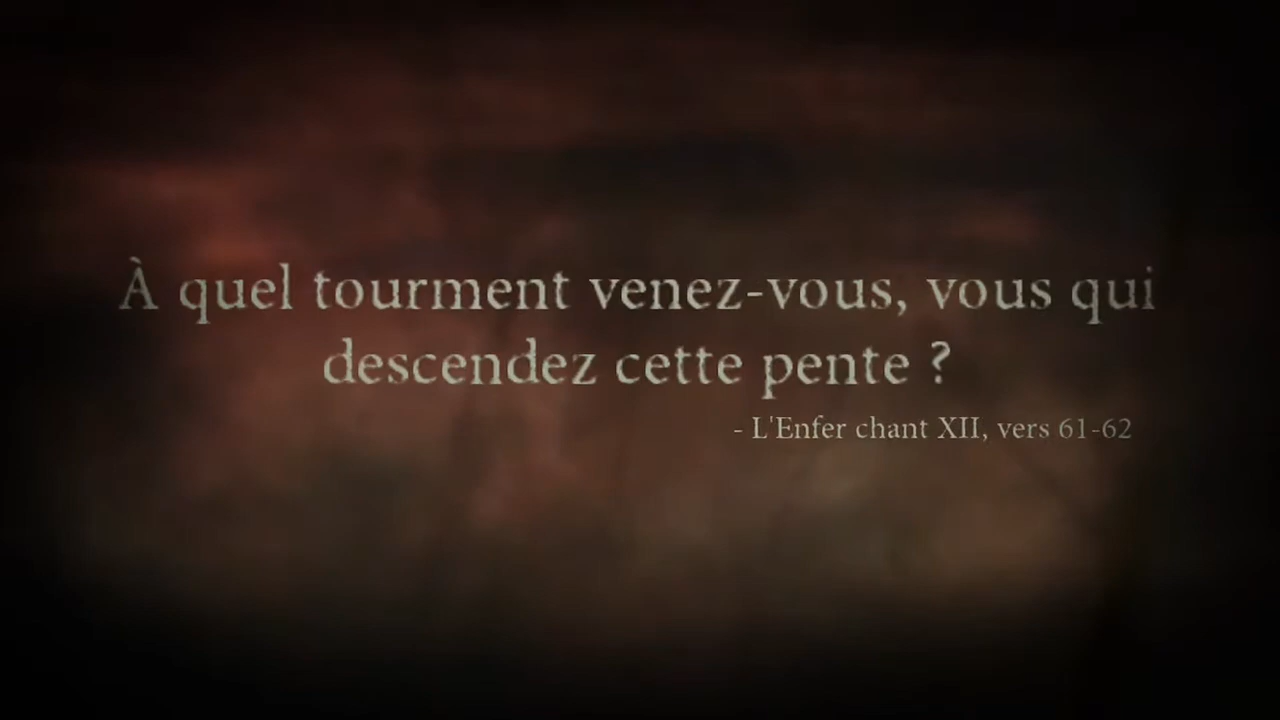 À quel tourment venez-vous, vous qui
descendez cette pente ?
- L'Enfer chant XII, vers 61-62